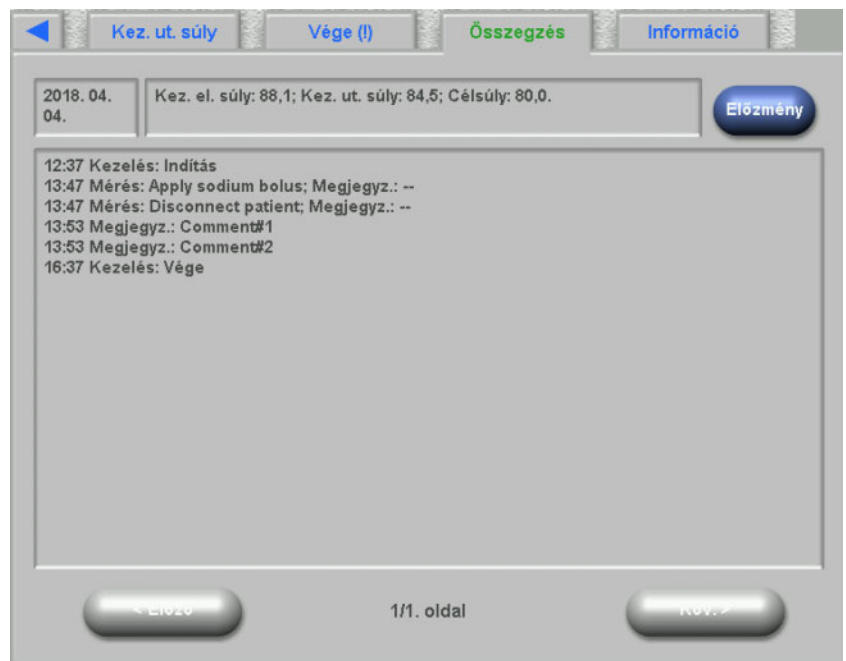 Kez. ut. súly
Vége (!)
Összegzés
Információ
2018. 04.
04.
Kez. el. súly: 88,1; Kez. ut. súly: 84,5; Célsúly: 80,0.
Előzmény
12:37 Kezelés: Indítás
13:47 Mérés: Apply sodium bolus; Megjegyz.: --
13:47 Mérés: Disconnect patient; Megjegyz.: --
13:53 Megjegyz.: Comment#1
13:53 Megjegyz.: Comment#2
16:37 Kezelés: Vége
< Előző
1/1. oldal
Köv. >